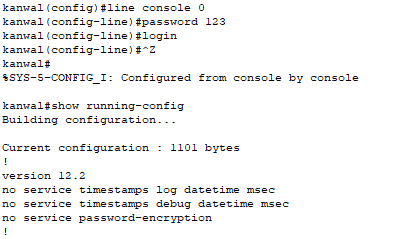 kanwal(config)#line console 0
kanwal(config-line)#password 123
kanwal(config-line)#login
kanwal(config-line)#^Z
kanwal#
%SYS-5-CONFIG_I: Configured from console by console
kanwal#show running-config
Building configuration...
Current configuration : 1101 bytes
!
version 12.2
no service timestamps log datetime msec
no service timestamps debug datetime msec
no service password-encryption
!